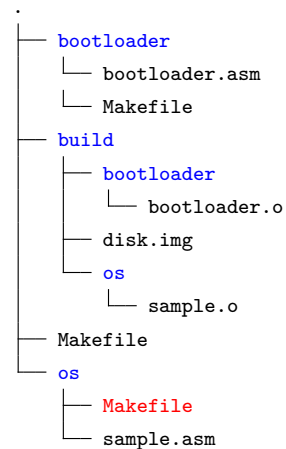 .
bootloader
bootloader.asm
Makefile
build
bootloader
bootloader.o
disk.img
os
sample.o
Makefile
os
Makefile
sample.asm